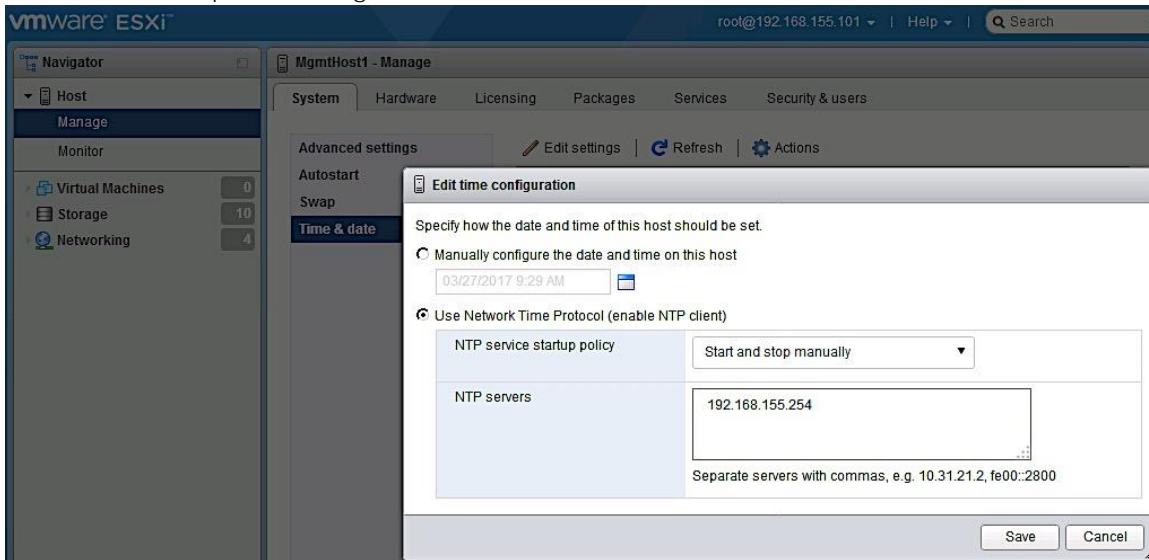 vmware ESXi™
root@192.168.155.101 | Help | Search
Navigator
MgmtHost1 - Manage
Host
Manage
Monitor
Virtual Machines 0
Storage 10
Networking 4
System Hardware Licensing Packages Services Security & users
Advanced settings
Autostart
Swap
Time & date
Edit settings | Refresh | Actions
Edit time configuration
Specify how the date and time of this host should be set.
Manually configure the date and time on this host
03/27/2017 9:29 AM
Use Network Time Protocol (enable NTP client)
NTP service startup policy
Start and stop manually
NTP servers
192.168.155.254
Separate servers with commas, e.g. 10.31.21.2, fe00::2800
Save Cancel